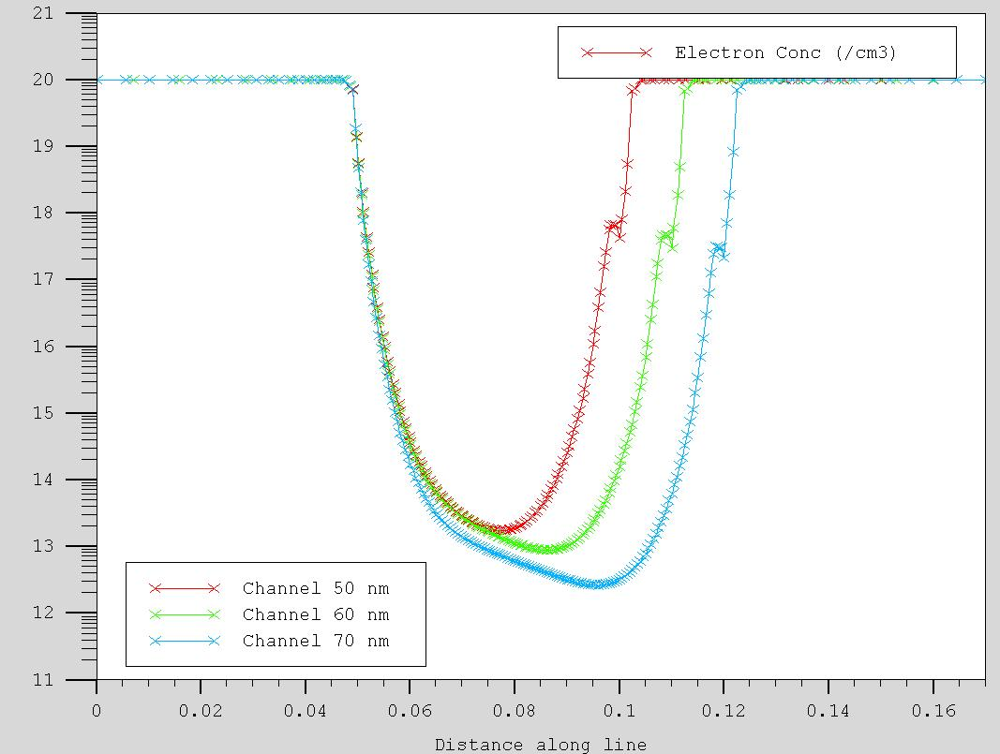 21
Electron Conc (/cm3)
20
19
18
17
16
15
14
13
Channel 50 nm
Channel 60 nm
12
Channel 70 nm
11
0 0.02 0.04 0.06 0.08 0.1 0.12 0.14 0.16
Distance along line